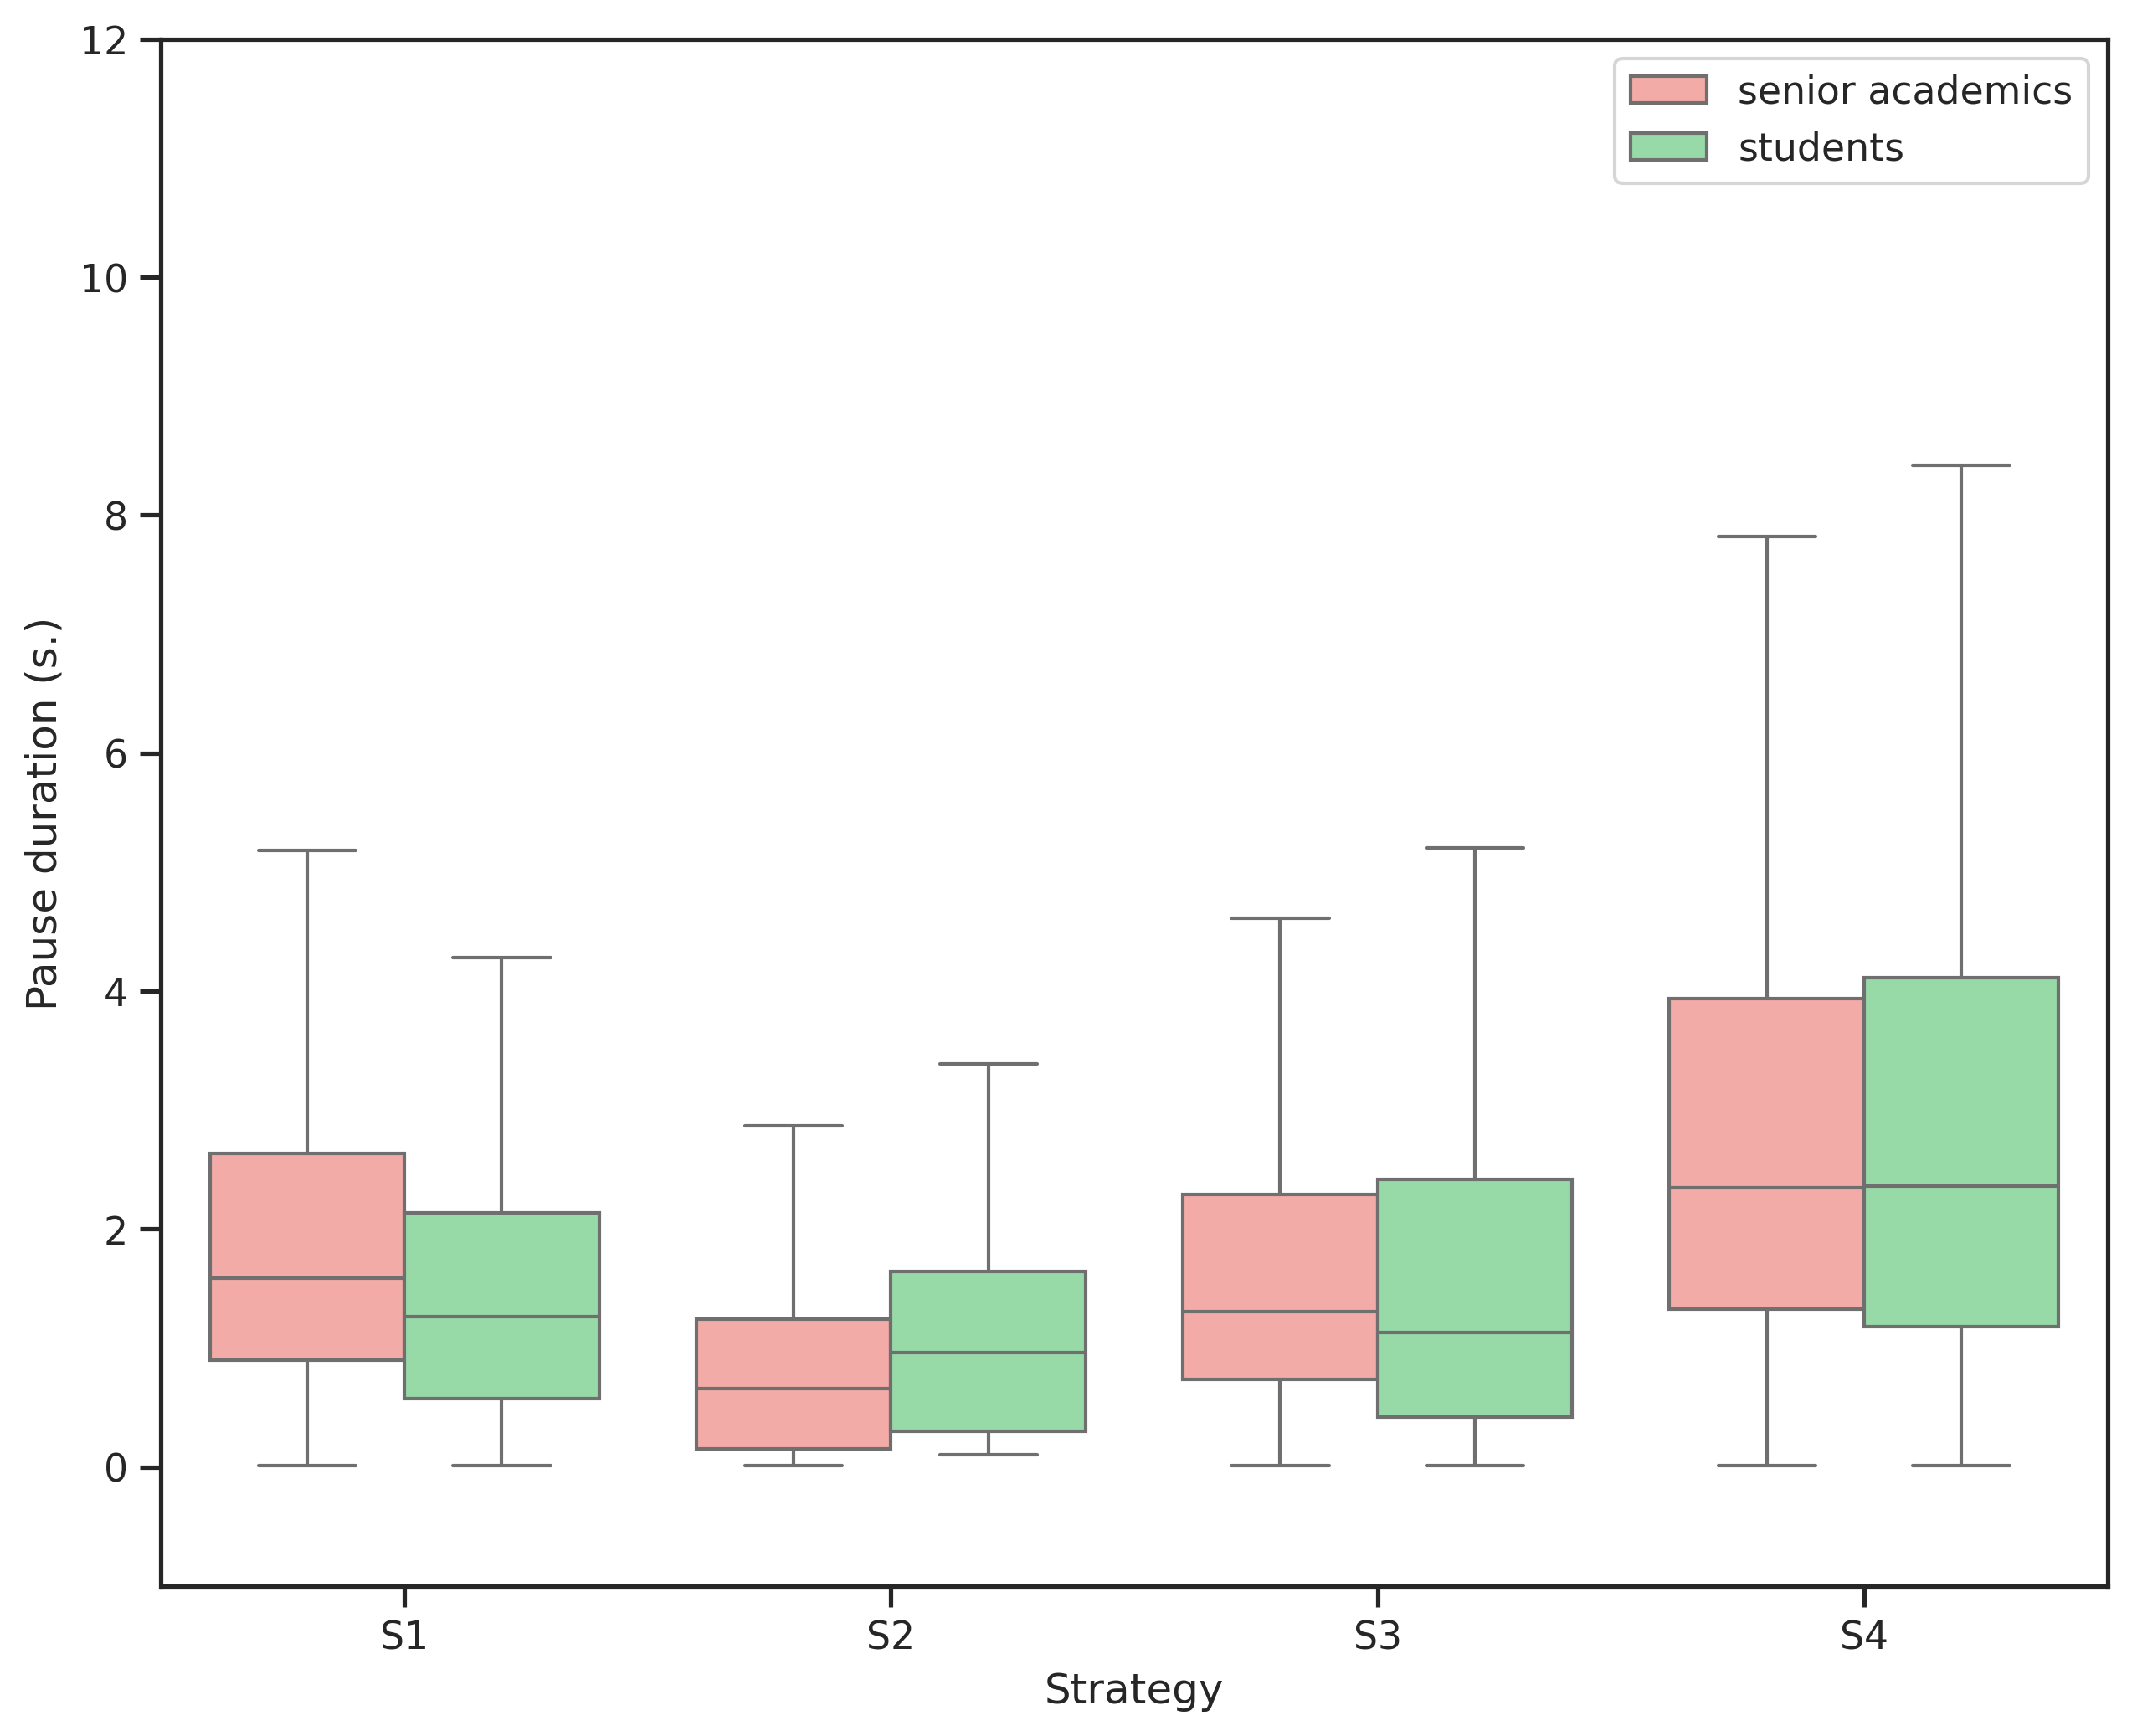 12
10
8
6
4
2
0
Pause duration (s.)
senior academics
students
S1 S2 S3 S4
Strategy